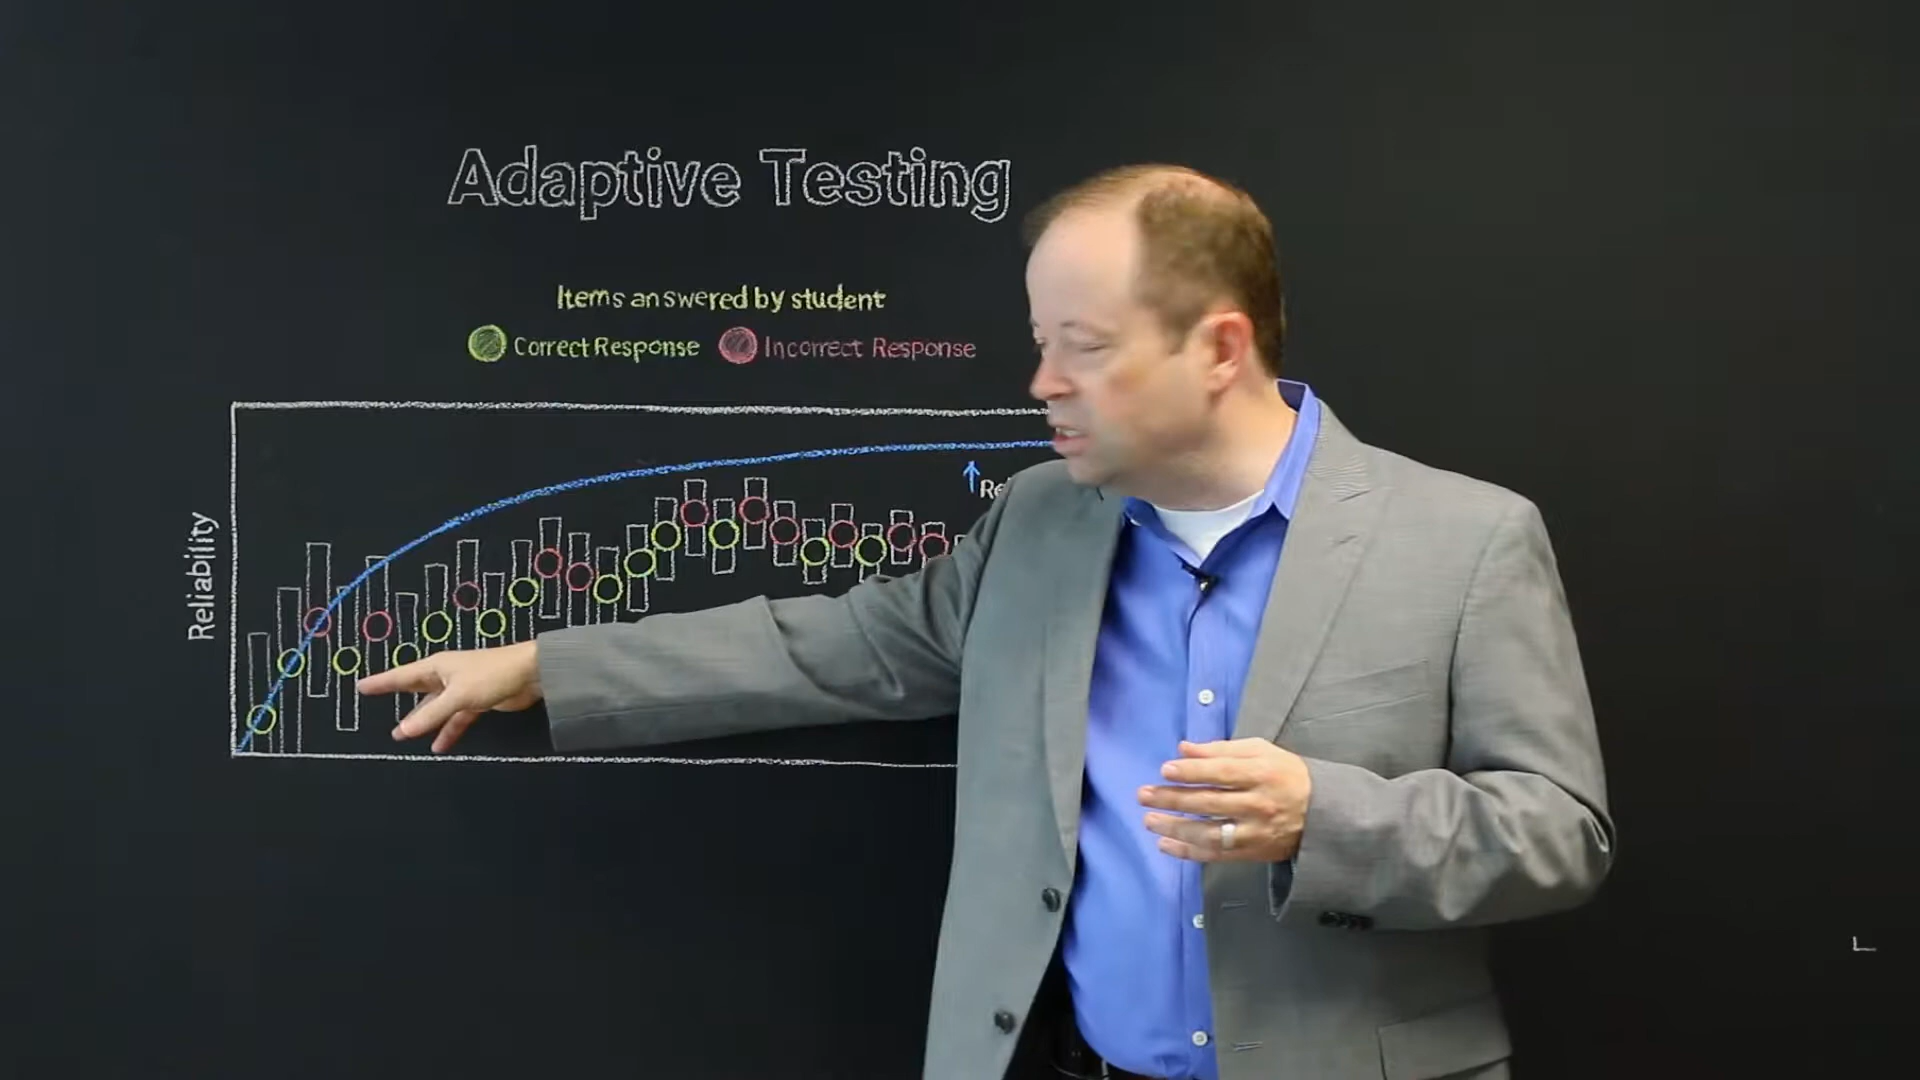 Adaptive Testing
Items answered by student
Correct Response Incorrect Response
Reliability